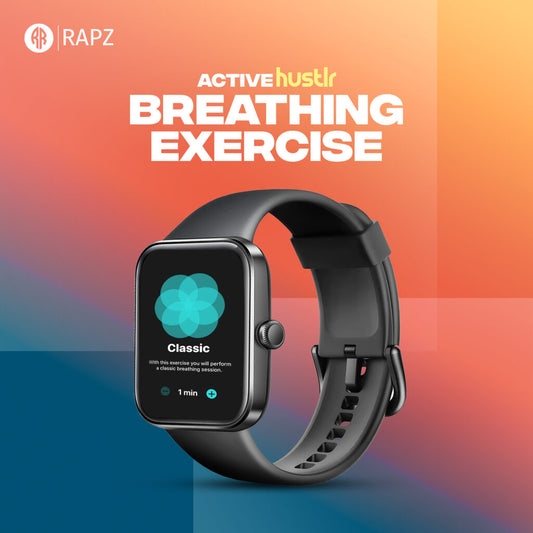 RAPZ
ACTIVE hustlr
BREATHING
EXERCISE
Classic
With this exercise you will perform
a classic breathing session.
1 min